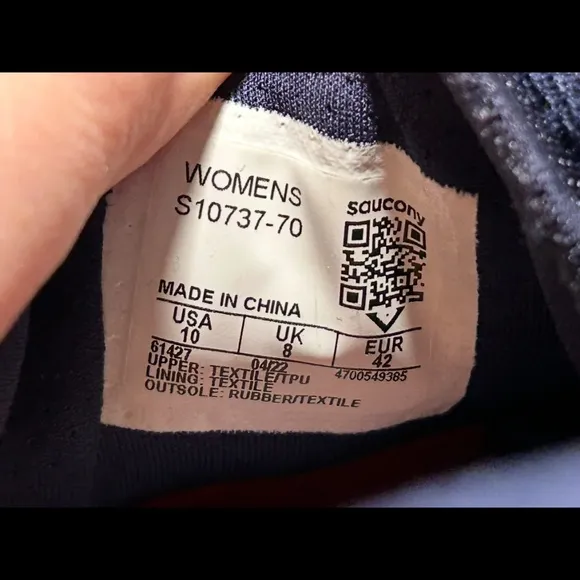 WOMENS
S10737-70
saucony
MADE IN CHINA
USA UK EUR
10 8 42
61427 04/22 4700549385
UPPER: TEXTILE/TPU
LINING: TEXTILE
OUTSOLE: RUBBER/TEXTILE